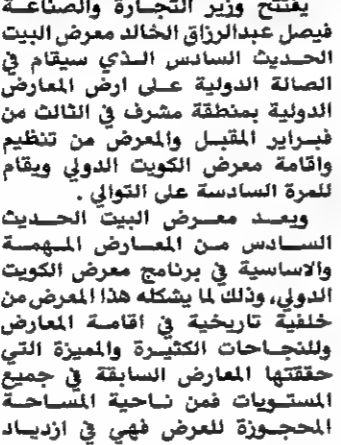 يفتتح وزير التجارة والصناعة
فيصل عبدالرزاق الخالد معرض البيت
الحديث السادس الذي سيقام في
الصالة الدولية على ارض المعارض
الدولية بمنطقة مشرف في الثالث من
فبراير المقبل والمعرض من تنظيم
واقامة معرض الكويت الدولي ويقام
للمرة السادسة على التوالي .
ويعد معرض البيت الحديث
السادس من المعارض المهمة
والاساسية في برنامج معرض الكويت
الدولي، وذلك لما يشكله هذا المعرض من
خلفية تاريخية في اقامة المعارض
وللنجاحات الكثيرة والمميزة التي
حققتها المعارض السابقة في جميع
المستويات فمن ناحية المساحة
المحجوزة للعرض فهي في ازدياد